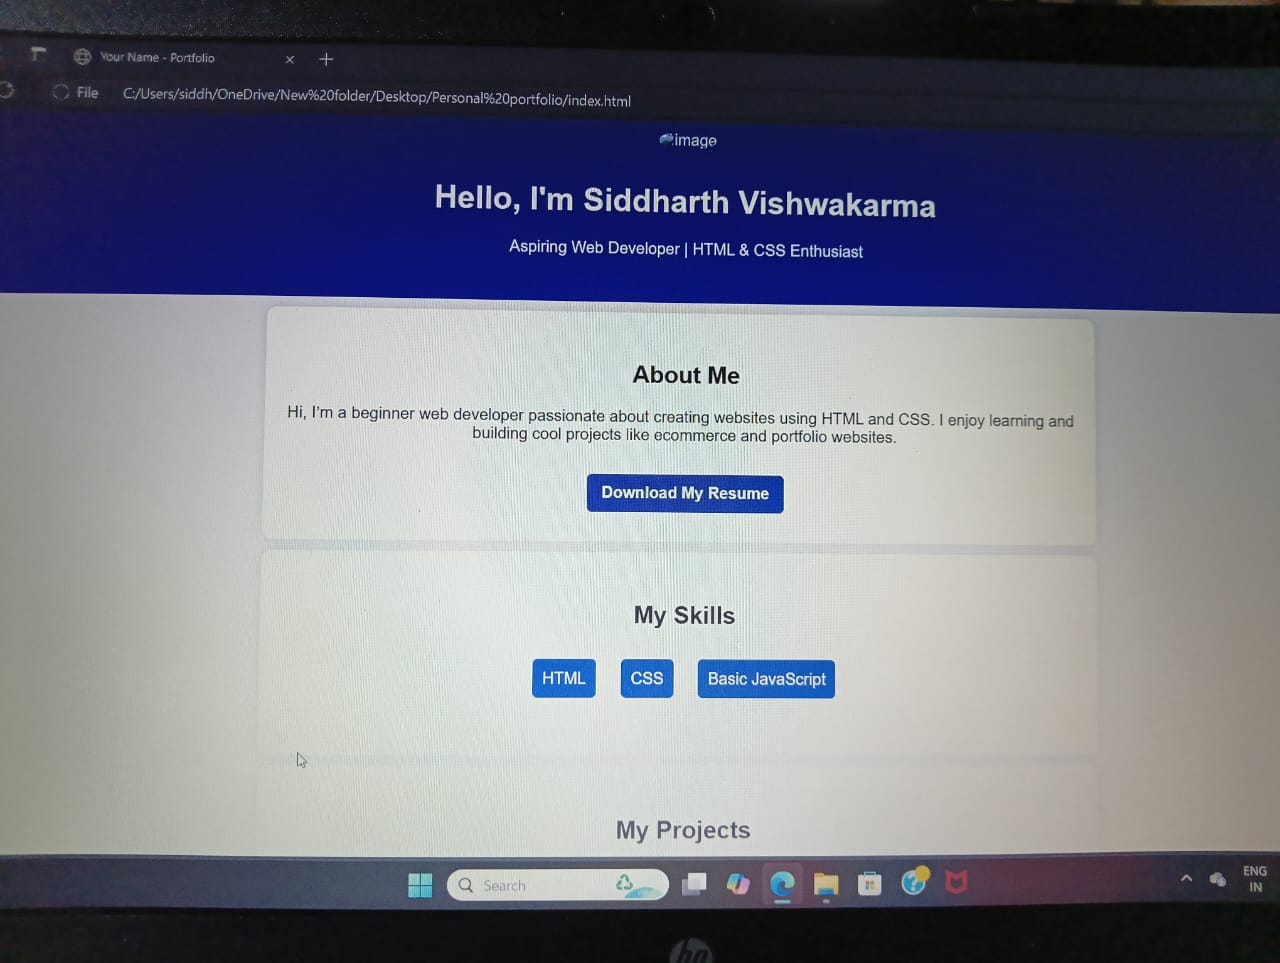 Your Name - Portfolio
File C:/Users/siddh/OneDrive/New%20folder/Desktop/Personal%20portfolio/index.html
image
Hello, I'm Siddharth Vishwakarma
Aspiring Web Developer | HTML & CSS Enthusiast
About Me
Hi, I'm a beginner web developer passionate about creating websites using HTML and CSS. I enjoy learning and
building cool projects like ecommerce and portfolio websites.
Download My Resume
My Skills
HTML CSS Basic JavaScript
My Projects
Search
ENG
IN
hp